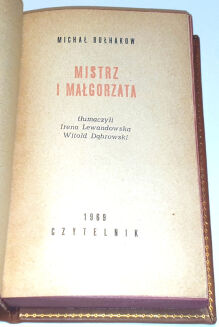 MICHAŁ BUŁHAKOW
MISTRZ
I MAŁGORZATA
tłumaczyli
Irena Lewandowska
Witold Dąbrowski
1969
CZYTELNIK